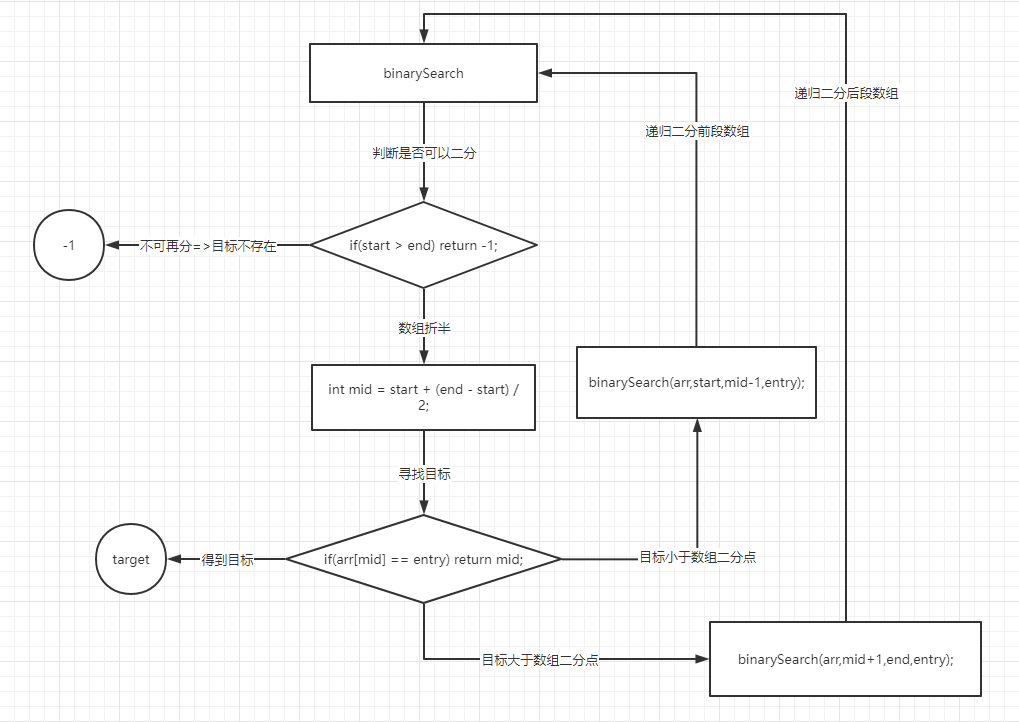 binarySearch
递归二分后段数组
递归二分前段数组
判断是否可以二分
-1
不可再分=>目标不存在
if(start > end) return -1;
数组折半
int mid = start + (end - start) /
2;
binarySearch(arr,start,mid-1,entry);
寻找目标
target
得到目标
if(arr[mid] == entry) return mid;
目标小于数组二分点
目标大于数组二分点
binarySearch(arr,mid+1,end,entry);